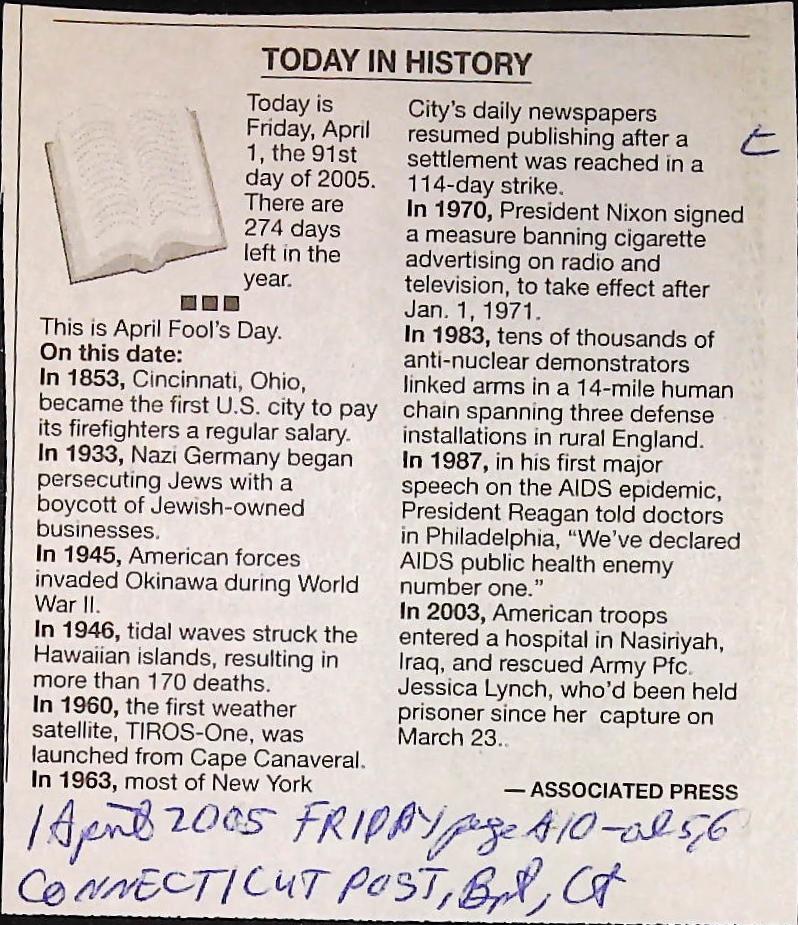 TODAY IN HISTORY
Today is
Friday, April
1, the 91st
day of 2005.
There are
274 days
left in the
year.
This is April Fool's Day.
On this date:
In 1853, Cincinnati, Ohio,
became the first U.S. city to pay
its firefighters a regular salary.
In 1933, Nazi Germany began
persecuting Jews with a
boycott of Jewish-owned
businesses.
In 1945, American forces
invaded Okinawa during World
War II.
In 1946, tidal waves struck the
Hawaiian islands, resulting in
more than 170 deaths.
In 1960, the first weather
satellite, TIROS-One, was
launched from Cape Canaveral.
In 1963, most of New York
City's daily newspapers
resumed publishing after a
settlement was reached in a
114-day strike.
In 1970, President Nixon signed
a measure banning cigarette
advertising on radio and
television, to take effect after
Jan. 1, 1971.
In 1983, tens of thousands of
anti-nuclear demonstrators
linked arms in a 14-mile human
chain spanning three defense
installations in rural England.
In 1987, in his first major
speech on the AIDS epidemic,
President Reagan told doctors
in Philadelphia, "We've declared
AIDS public health enemy
number one."
In 2003, American troops
entered a hospital in Nasiriyah,
Iraq, and rescued Army Pfc.
Jessica Lynch, who'd been held
prisoner since her capture on
March 23..
— ASSOCIATED PRESS
1 April 2005 FRIDAY page A10-col 5,6
CONNECTICUT POST, Bpt, Ct